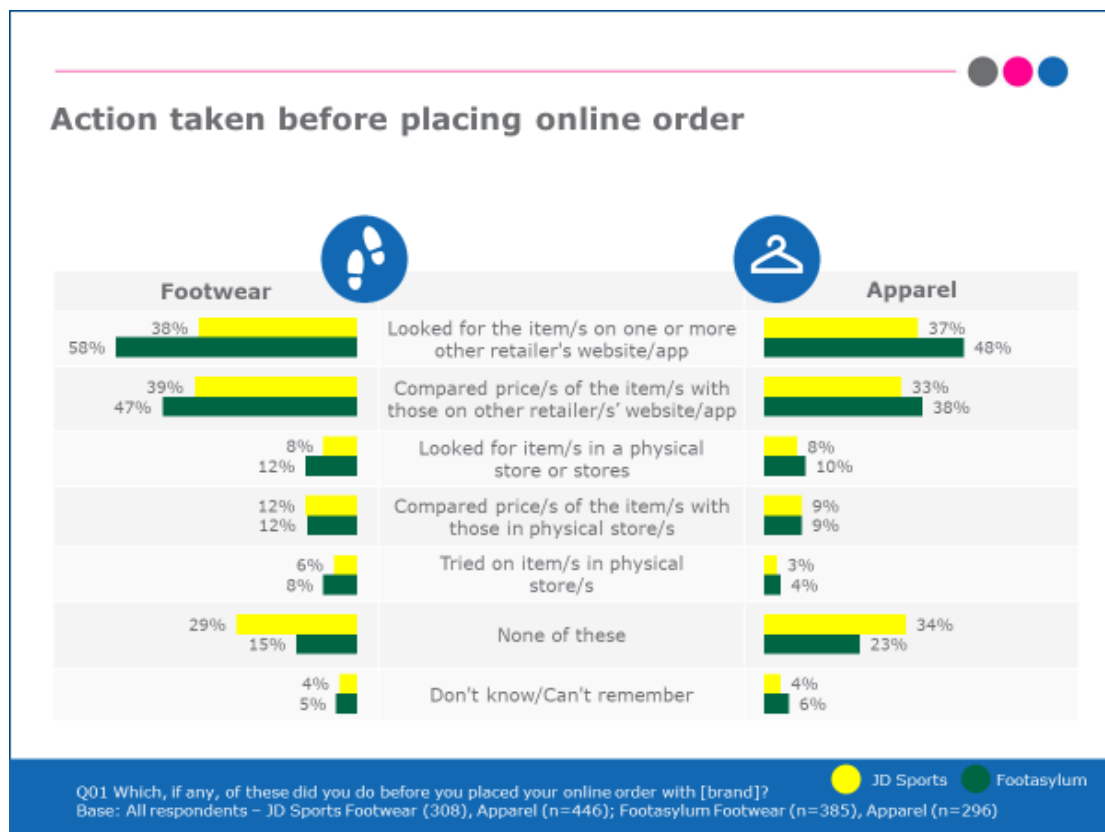 Action taken before placing online order
Footwear
Apparel
38%
58%
Looked for the item/s on one or more
other retailer's website/app
37%
48%
39%
47%
Compared price/s of the item/s with
those on other retailer/s’ website/app
33%
38%
8%
12%
Looked for item/s in a physical
store or stores
8%
10%
12%
12%
Compared price/s of the item/s with
those in physical store/s
9%
9%
6%
8%
Tried on item/s in physical
store/s
3%
4%
29%
15%
None of these
34%
23%
4%
5%
Don't know/Can't remember
4%
6%
JD Sports
Footasylum
Q01 Which, if any, of these did you do before you placed your online order with [brand]?
Base: All respondents – JD Sports Footwear (308), Apparel (n=446); Footasylum Footwear (n=385), Apparel (n=296)